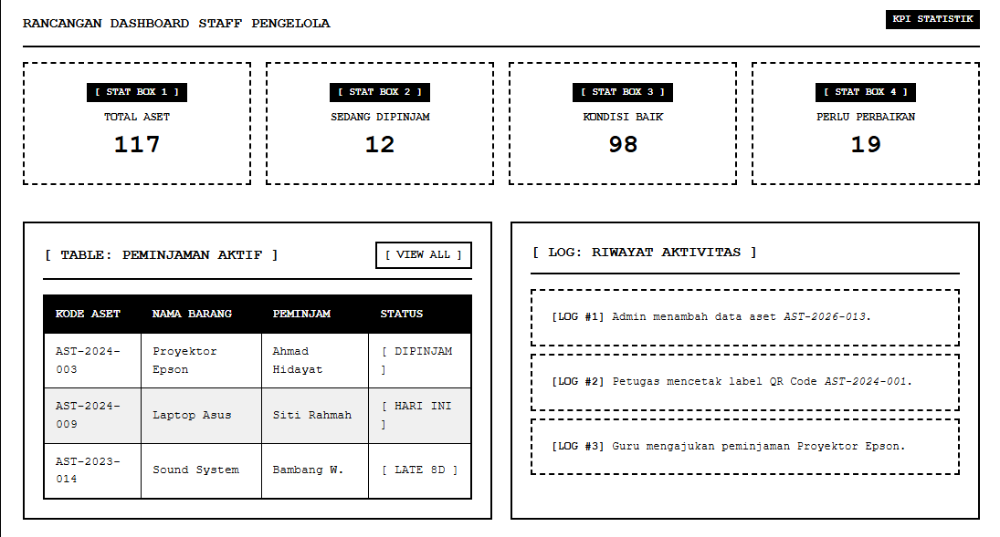 RANCANGAN DASHBOARD STAFF PENGELOLA
KPI STATISTIK
[ STAT BOX 1 ]
TOTAL ASET
117
[ STAT BOX 2 ]
SEDANG DIPINJAM
12
[ STAT BOX 3 ]
KONDISI BAIK
98
[ STAT BOX 4 ]
PERLU PERBAIKAN
19
[ TABLE: PEMINJAMAN AKTIF ]
[ VIEW ALL ]
KODE ASET NAMA BARANG PEMINJAM STATUS
AST-2024-
003
Proyektor
Epson
Ahmad
Hidayat
[ DIPINJAM
]
AST-2024-
009
Laptop Asus
Siti Rahmah
[ HARI INI
]
AST-2023-
014
Sound System
Bambang W.
[ LATE 8D ]
[ LOG: RIWAYAT AKTIVITAS ]
[LOG #1] Admin menambah data aset AST-2026-013.
[LOG #2] Petugas mencetak label QR Code AST-2024-001.
[LOG #3] Guru mengajukan peminjaman Proyektor Epson.